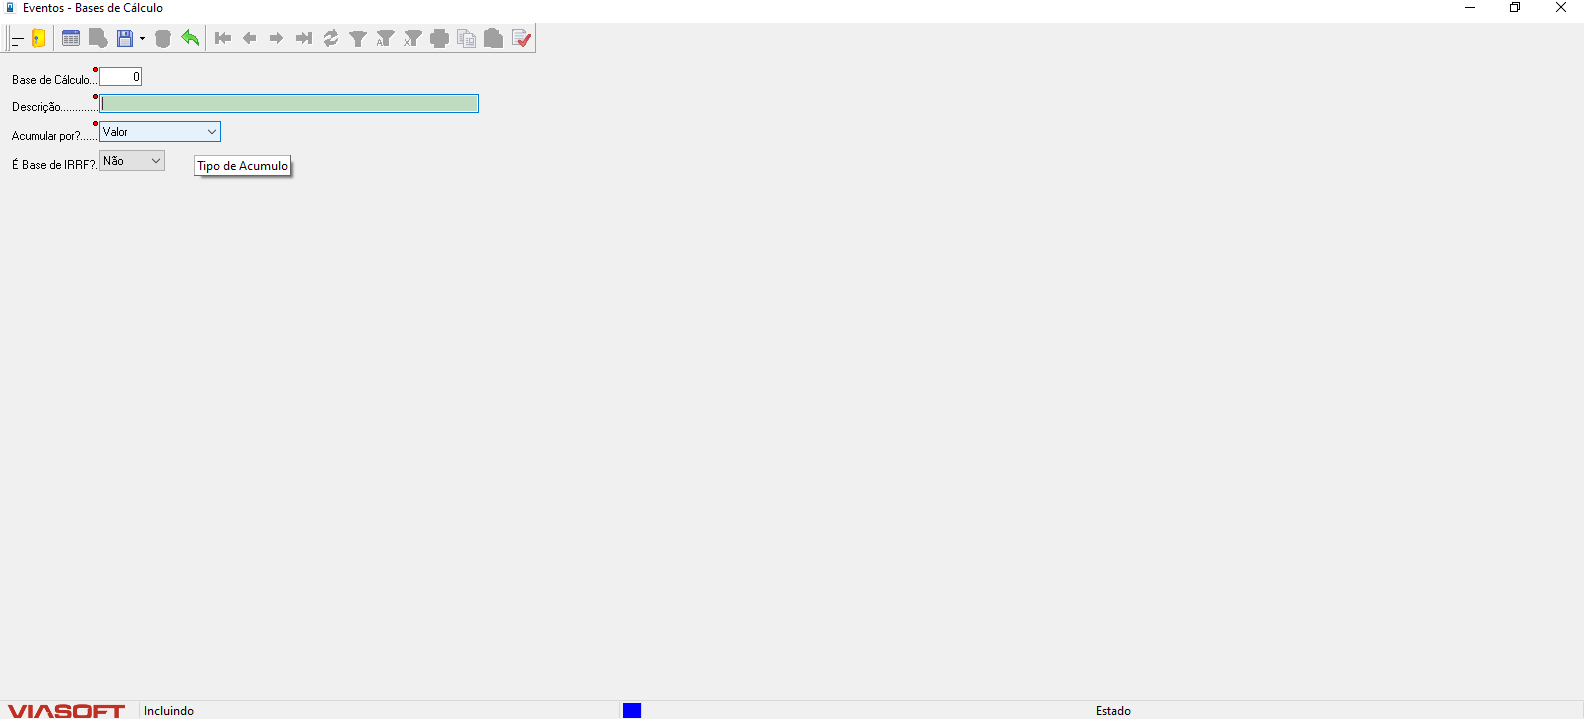 Eventos - Bases de Cálculo
Base de Cálculo... 0
Descrição.............
Acumular por?...... Valor
É Base de IRRF?. Não
Tipo de Acumulo
VIASOFT Incluindo Estado